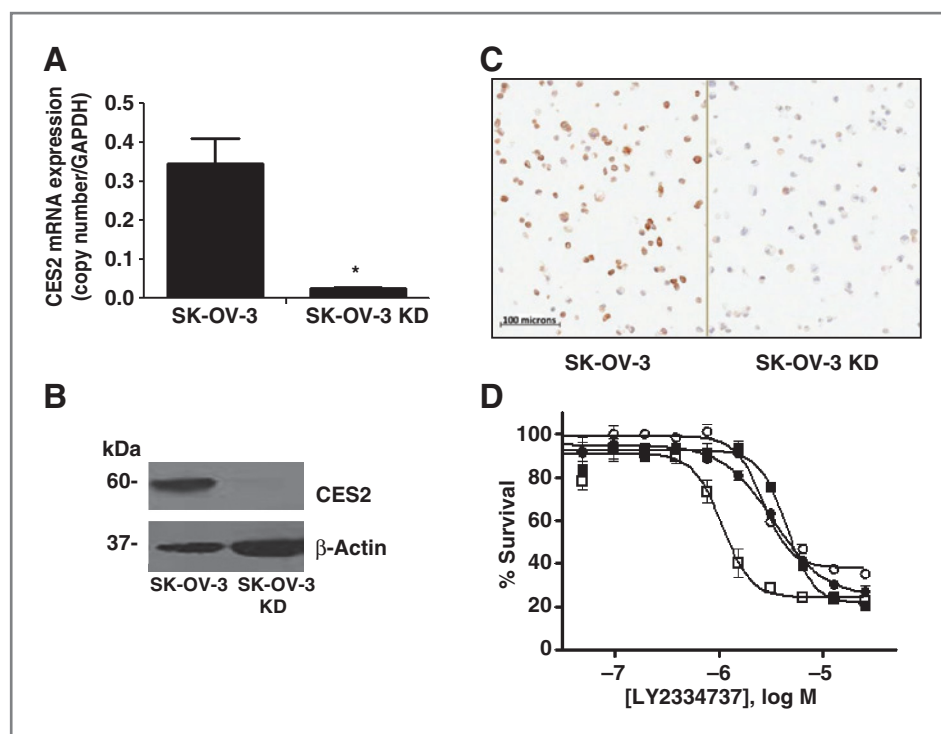 A
CES2 mRNA expression
(copy number/GAPDH)
0.5
0.4
0.3
0.2
0.1
0.0
*
SK-OV-3
SK-OV-3 KD
B
kDa
60-
CES2
37-
β-Actin
SK-OV-3
SK-OV-3
KD
C
100 microns
SK-OV-3
SK-OV-3 KD
D
% Survival
100
80
60
40
20
0
–7
–6
–5
[LY2334737], log M